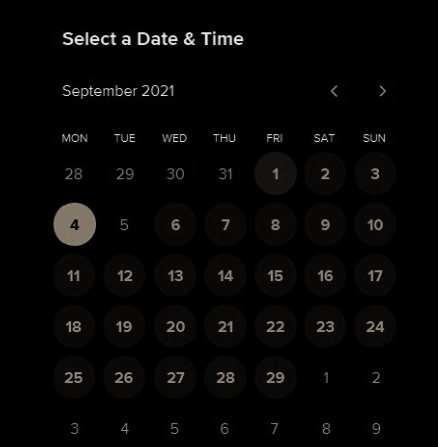 Select a Date & Time
September 2021
MON TUE WED THU FRI SAT SUN
28 29 30 31 1 2 3
4 5 6 7 8 9 10
11 12 13 14 15 16 17
18 19 20 21 22 23 24
25 26 27 28 29 1 2
3 4 5 6 7 8 9